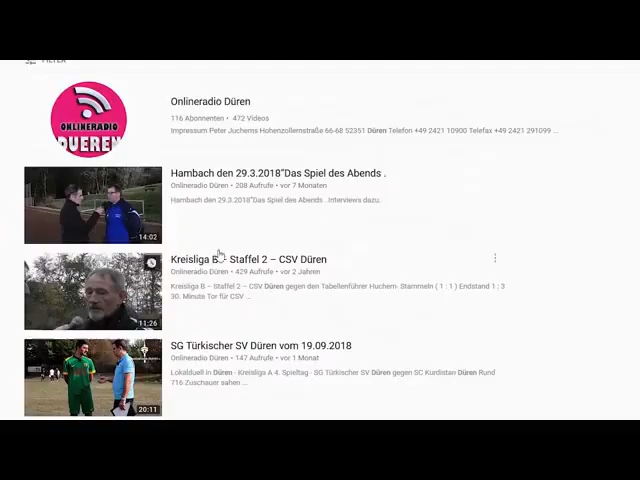 FILTER
Onlineradio Düren
116 Abonnenten • 472 Videos
Impressum Peter Juchems Hohenzollernstraße 66-68 52351 Düren Telefon +49 2421 10900 Telefax +49 2421 291099 ...
ONLINERADIO
DUEREN
Hambach den 29.3.2018"Das Spiel des Abends .
Onlineradio Düren • 208 Aufrufe • vor 7 Monaten
Hambach den 29.3.2018"Das Spiel des Abends . Interviews dazu.
14:02
Kreisliga B – Staffel 2 – CSV Düren
Onlineradio Düren • 429 Aufrufe • vor 2 Jahren
Kreisliga B – Staffel 2 – CSV Düren gegen den Tabellenführer Huchem- Stammeln ( 1 : 1 ) Endstand 1 : 3
30. Minute Tor für CSV ...
11:26
SG Türkischer SV Düren vom 19.09.2018
Onlineradio Düren • 147 Aufrufe • vor 1 Monat
Lokalduell in Düren · Kreisliga A 4. Spieltag · SG Türkischer SV Düren gegen SC Kurdistan Düren Rund
716 Zuschauer sahen ...
20:11